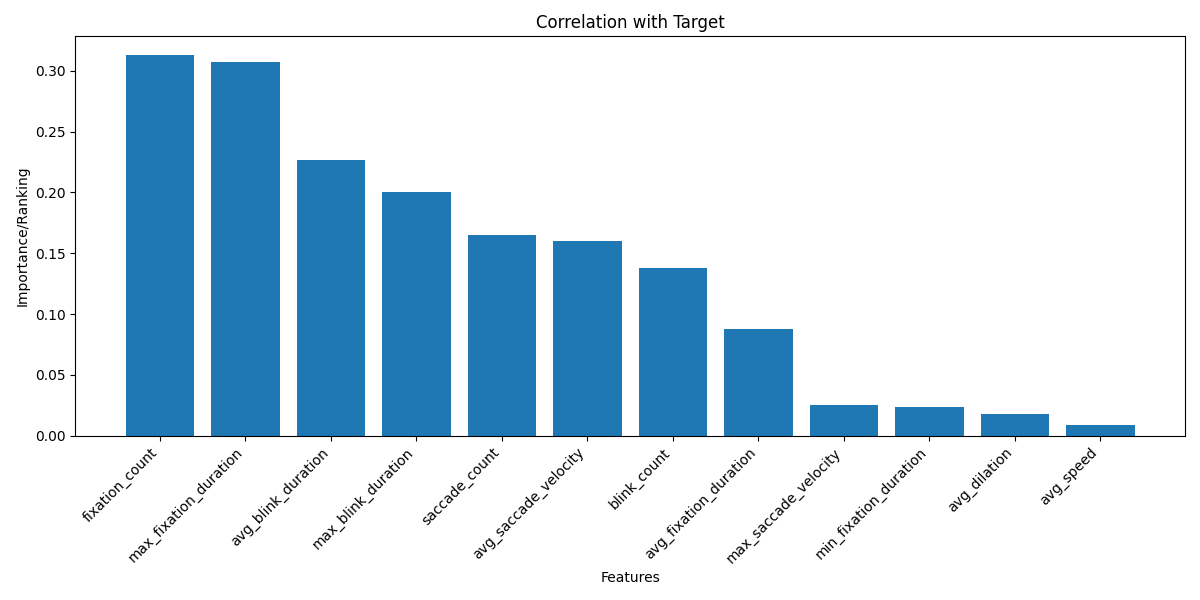 Correlation with Target
Importance/Ranking
0.30
0.25
0.20
0.15
0.10
0.05
0.00
fixation_count
max_fixation_duration
avg_blink_duration
max_blink_duration
saccade_count
avg_saccade_velocity
blink_count
avg_fixation_duration
max_saccade_velocity
min_fixation_duration
avg_dilation
avg_speed
Features